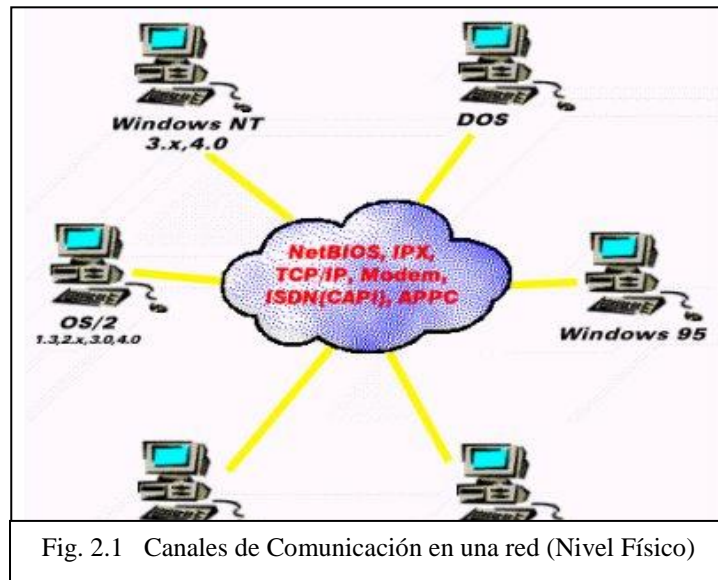 Windows NT
3.x,4.0
DOS
NetBIOS, IPX,
TCP/IP, Modem,
ISDN(CAPI), APPC
OS/2
1.3,2.x,3.0,4.0
Windows 95
Fig. 2.1 Canales de Comunicación en una red (Nivel Físico)